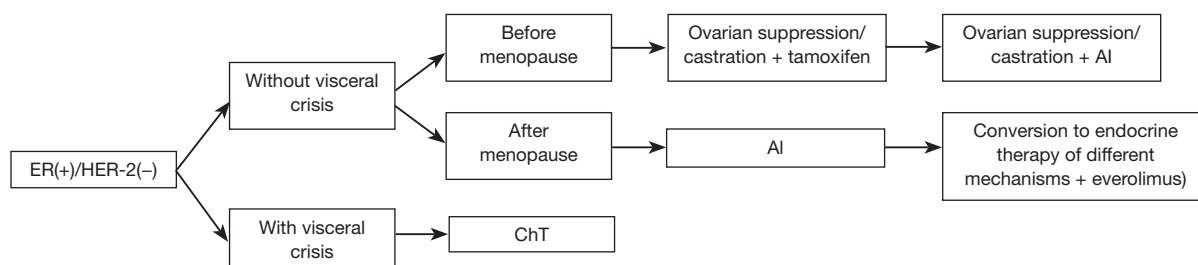 Before
menopause
Ovarian suppression/
castration + tamoxifen
Ovarian suppression/
castration + AI
Without visceral
crisis
After
menopause
AI
Conversion to endocrine
therapy of different
mechanisms + everolimus)
ER(+)/HER-2(−)
With visceral
crisis
ChT